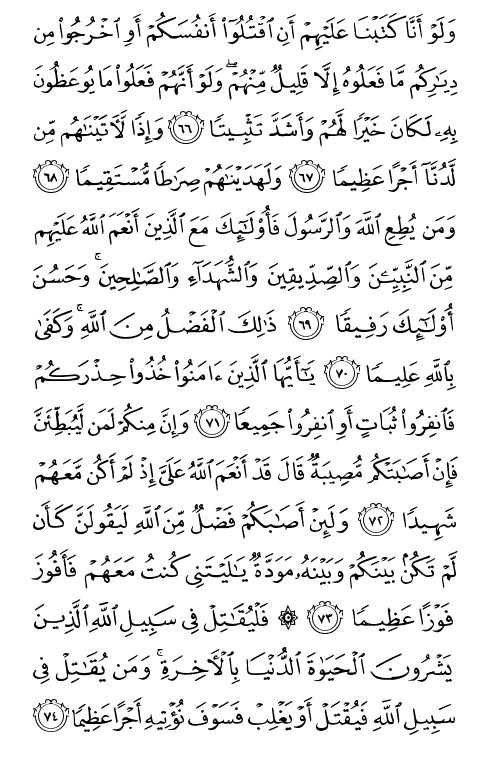 وَلَوۡ أَنَّا كَتَبۡنَا عَلَيۡهِمۡ أَنِ ٱقۡتُلُوٓاْ أَنفُسَكُمۡ أَوِ ٱخۡرُجُواْ مِن
دِيَٰرِكُم مَّا فَعَلُوهُ إِلَّا قَلِيلٞ مِّنۡهُمۡۖ وَلَوۡ أَنَّهُمۡ فَعَلُواْ مَا يُوعَظُونَ
بِهِۦ لَكَانَ خَيۡرٗا لَّهُمۡ وَأَشَدَّ تَثۡبِيتٗا ٦٦ وَإِذٗا لَّأٓتَيۡنَٰهُم مِّن
لَّدُنَّآ أَجۡرًا عَظِيمٗا ٦٧ وَلَهَدَيۡنَٰهُمۡ صِرَٰطٗا مُّسۡتَقِيمٗا ٦٨
وَمَن يُطِعِ ٱللَّهَ وَٱلرَّسُولَ فَأُوْلَٰٓئِكَ مَعَ ٱلَّذِينَ أَنۡعَمَ ٱللَّهُ عَلَيۡهِم
مِّنَ ٱلنَّبِيِّـۧنَ وَٱلصِّدِّيقِينَ وَٱلشُّهَدَآءِ وَٱلصَّٰلِحِينَۚ وَحَسُنَ
أُوْلَٰٓئِكَ رَفِيقٗا ٦٩ ذَٰلِكَ ٱلۡفَضۡلُ مِنَ ٱللَّهِۚ وَكَفَىٰ
بِٱللَّهِ عَلِيمٗا ٧٠ يَٰٓأَيُّهَا ٱلَّذِينَ ءَامَنُواْ خُذُواْ حِذۡرَكُمۡ
فَٱنفِرُواْ ثُبَاتٍ أَوِ ٱنفِرُواْ جَمِيعٗا ٧١ وَإِنَّ مِنكُمۡ لَمَن لَّيُبَطِّئَنَّ
فَإِنۡ أَصَٰبَتۡكُم مُّصِيبَةٞ قَالَ قَدۡ أَنۡعَمَ ٱللَّهُ عَلَيَّ إِذۡ لَمۡ أَكُن مَّعَهُمۡ
شَهِيدٗا ٧٢ وَلَئِنۡ أَصَٰبَكُمۡ فَضۡلٞ مِّنَ ٱللَّهِ لَيَقُولَنَّ كَأَن
لَّمۡ تَكُنۢ بَيۡنَكُمۡ وَبَيۡنَهُۥ مَوَدَّةٞ يَٰلَيۡتَنِي كُنتُ مَعَهُمۡ فَأَفُوزَ
فَوۡزًا عَظِيمٗا ٧٣ ۞ فَلۡيُقَٰتِلۡ فِي سَبِيلِ ٱللَّهِ ٱلَّذِينَ
يَشۡرُونَ ٱلۡحَيَوٰةَ ٱلدُّنۡيَا بِٱلۡأٓخِرَةِۚ وَمَن يُقَٰتِلۡ فِي
سَبِيلِ ٱللَّهِ فَيُقۡتَلۡ أَوۡ يَغۡلِبۡ فَسَوۡفَ نُؤۡتِيهِ أَجۡرًا عَظِيمٗا ٧٤